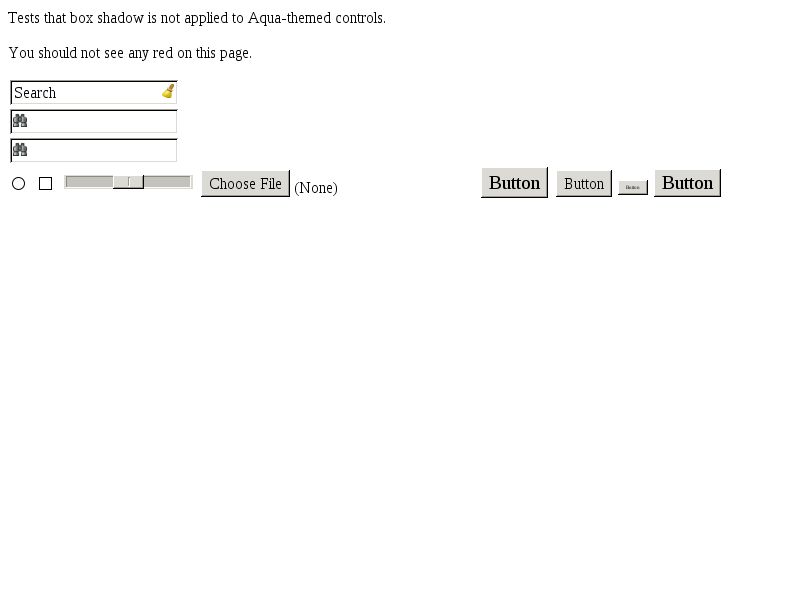 Tests that box shadow is not applied to Aqua-themed controls.
You should not see any red on this page.
Search
Choose File (None) Button Button Button Button